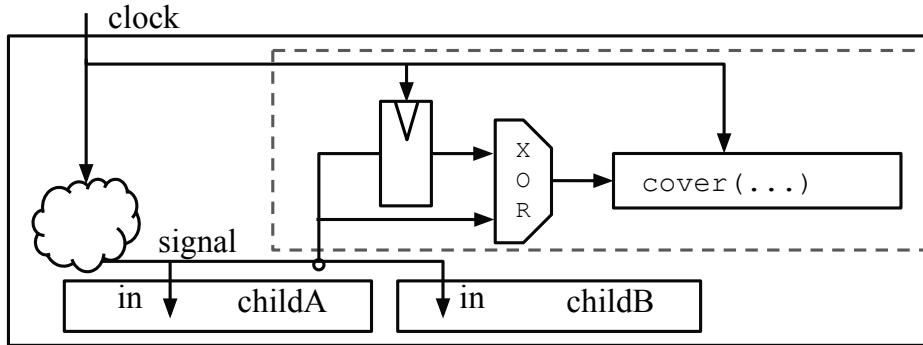 clock
X
O
R
cover(...)
signal
in
childA
in
childB